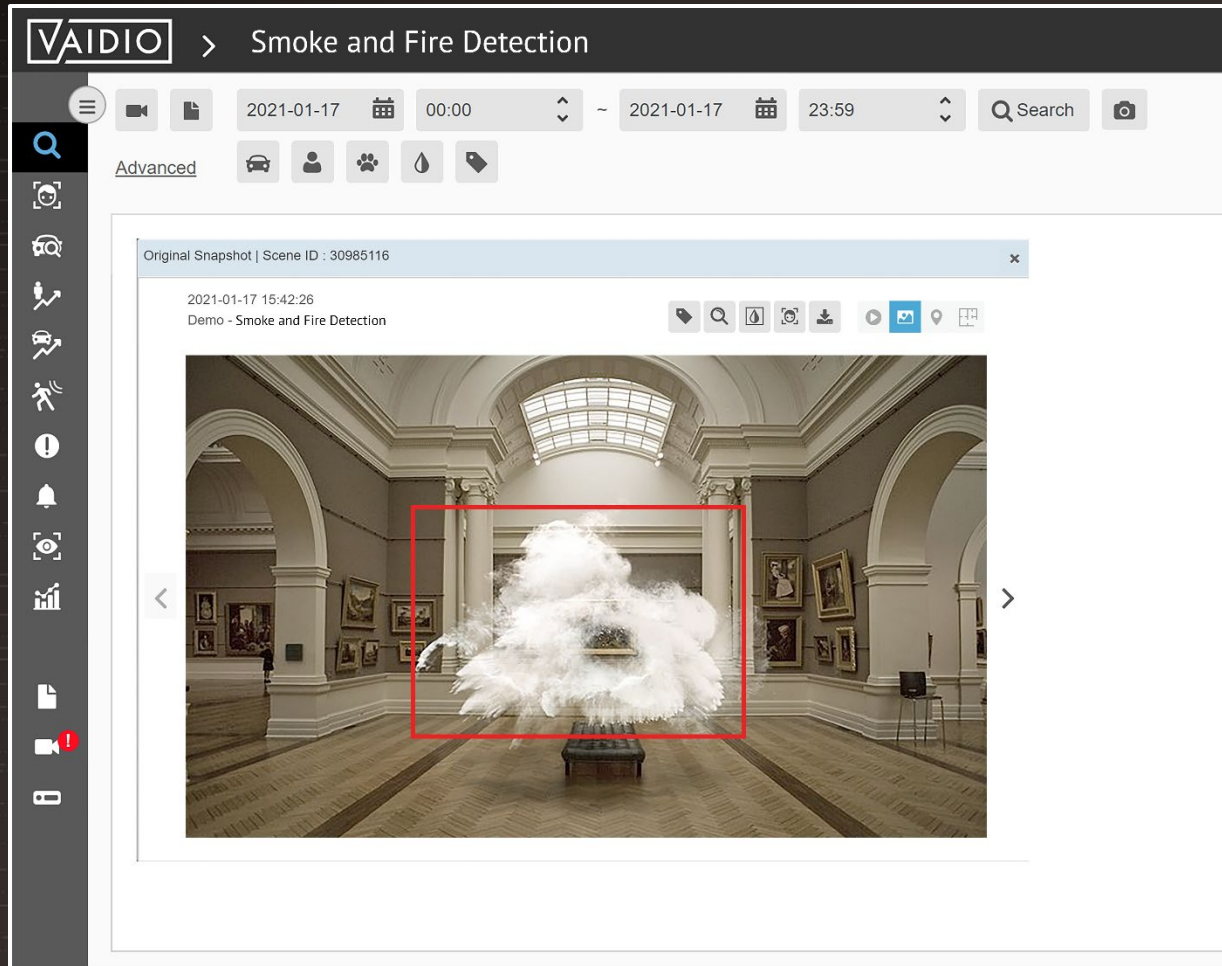 VAIDIO > Smoke and Fire Detection
2021-01-17 00:00 ~ 2021-01-17 23:59 Search
Advanced
Original Snapshot | Scene ID : 30985116
2021-01-17 15:42:26
Demo - Smoke and Fire Detection